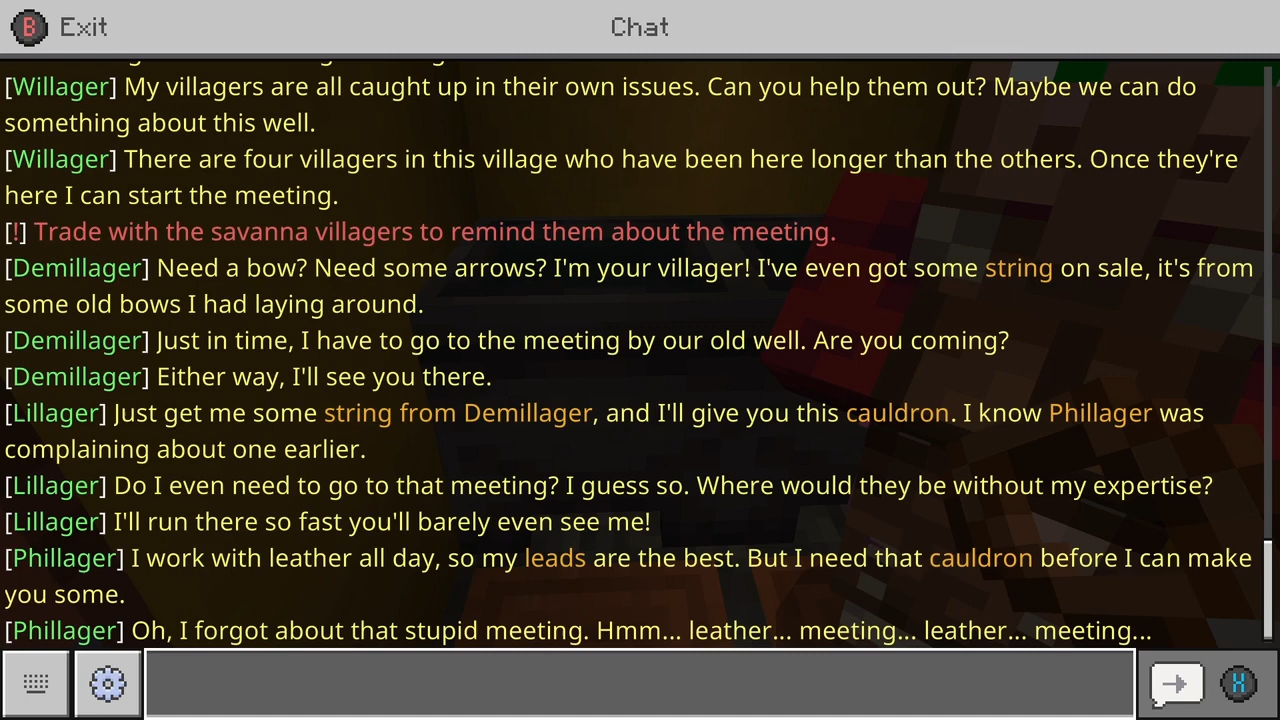 B Exit
Chat
[Willager] My villagers are all caught up in their own issues. Can you help them out? Maybe we can do
something about this well.
[Willager] There are four villagers in this village who have been here longer than the others. Once they're
here I can start the meeting.
[!] Trade with the savanna villagers to remind them about the meeting.
[Demillager] Need a bow? Need some arrows? I'm your villager! I've even got some string on sale, it's from
some old bows I had laying around.
[Demillager] Just in time, I have to go to the meeting by our old well. Are you coming?
[Demillager] Either way, I'll see you there.
[Lillager] Just get me some string from Demillager, and I'll give you this cauldron. I know Phillager was
complaining about one earlier.
[Lillager] Do I even need to go to that meeting? I guess so. Where would they be without my expertise?
[Lillager] I'll run there so fast you'll barely even see me!
[Phillager] I work with leather all day, so my leads are the best. But I need that cauldron before I can make
you some.
[Phillager] Oh, I forgot about that stupid meeting. Hmm... leather... meeting... leather... meeting...
X